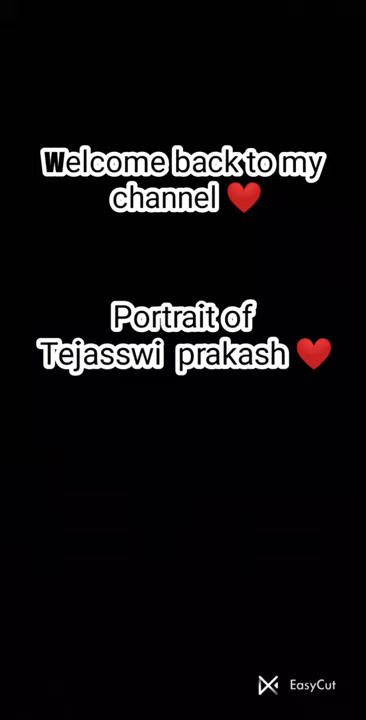 Welcome back to my
channel ❤️
Portrait of
Tejasswi prakash ❤️
EasyCut